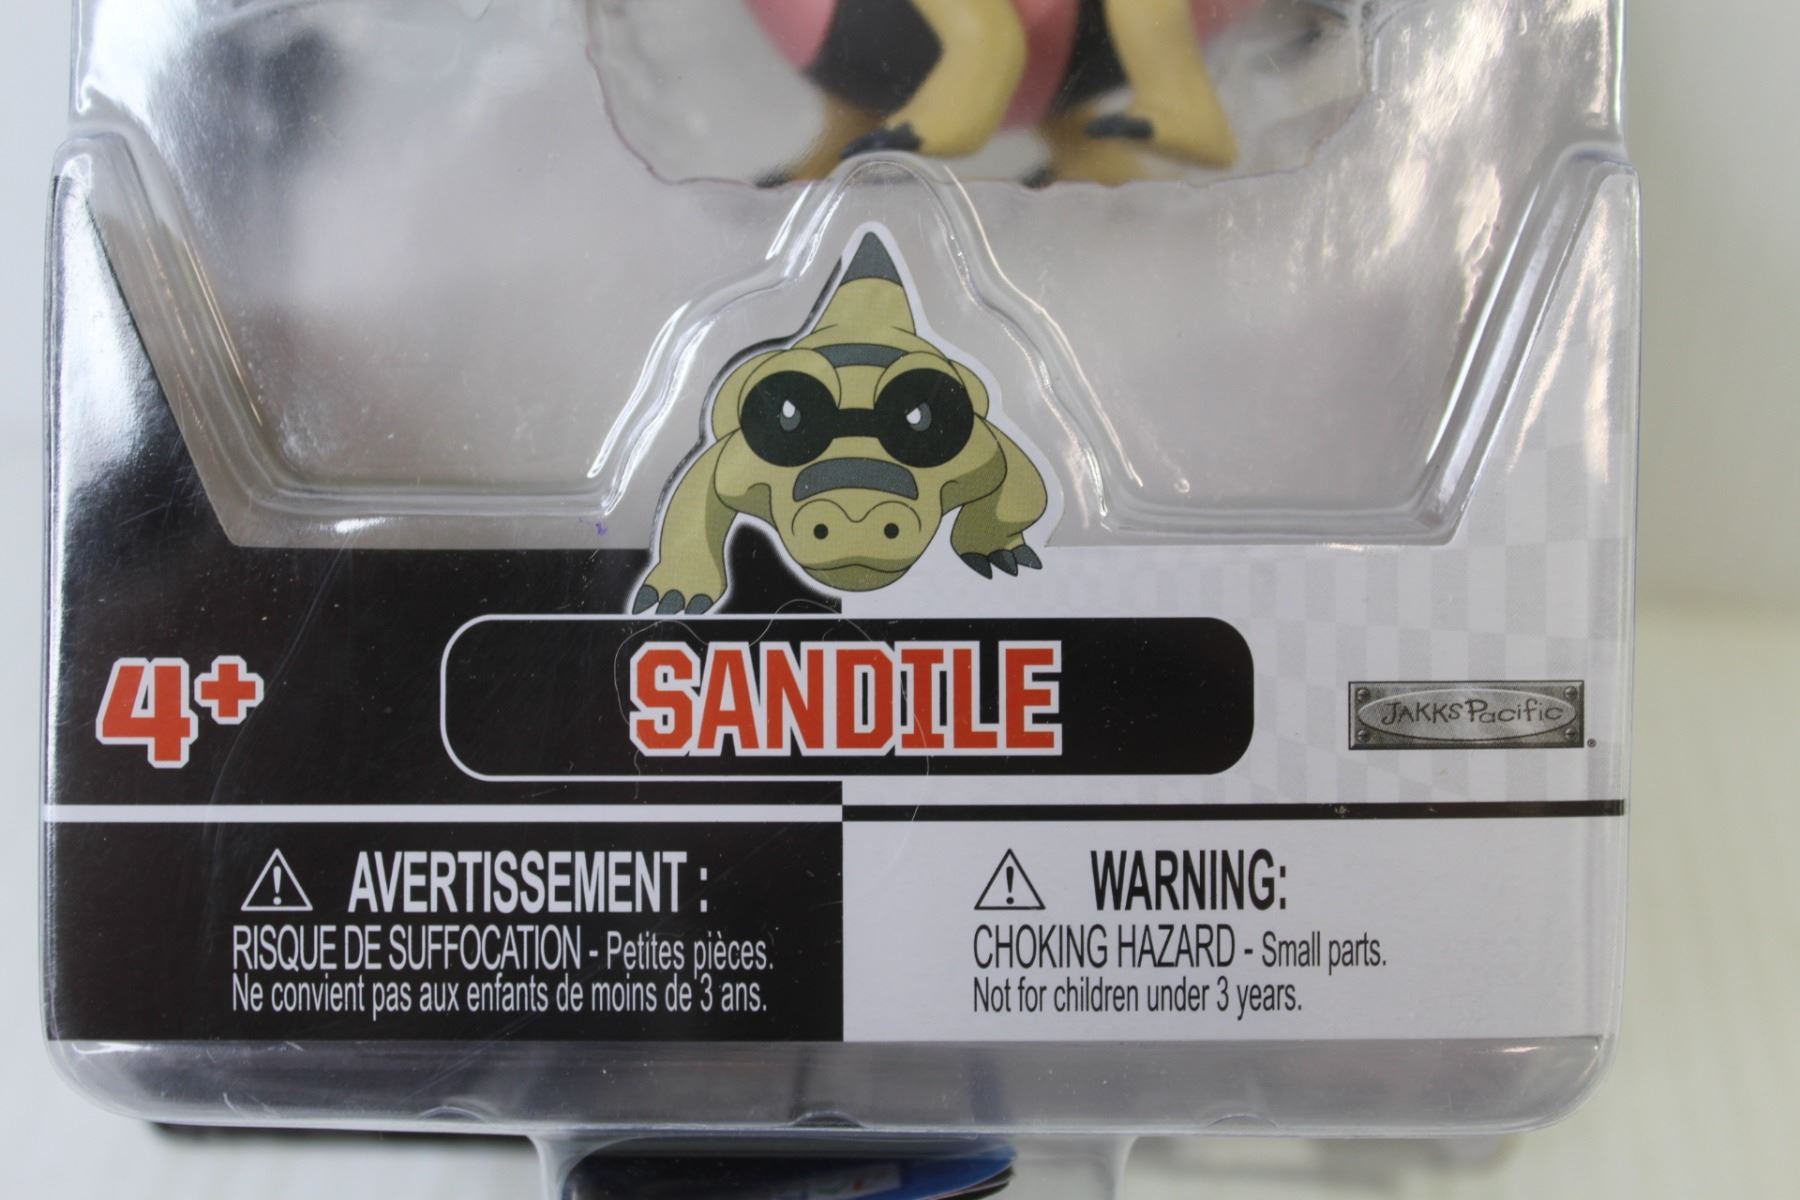 4+
SANDILE
JAKKS Pacific®
AVERTISSEMENT :
RISQUE DE SUFFOCATION - Petites pièces.
Ne convient pas aux enfants de moins de 3 ans.
WARNING:
CHOKING HAZARD - Small parts.
Not for children under 3 years.